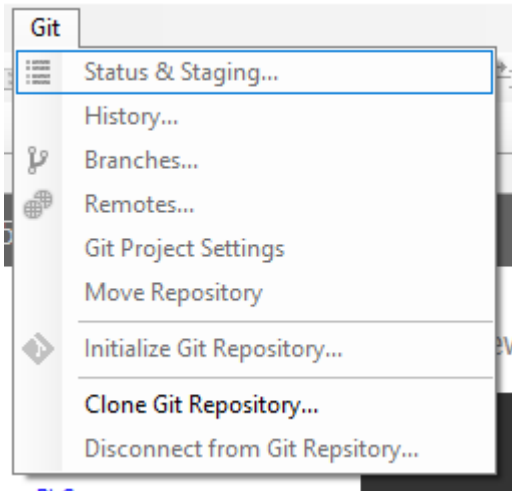 Git
Status & Staging...
History...
Branches...
Remotes...
Git Project Settings
Move Repository
Initialize Git Repository...
Clone Git Repository...
Disconnect from Git Repsitory...